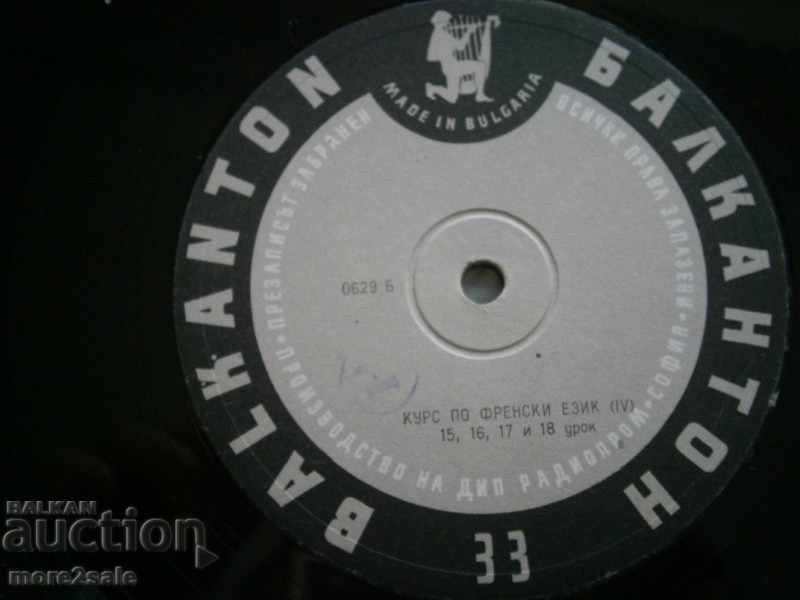 BALKANTON
БАЛКАНТОН
MADE IN BULGARIA
ПРОИЗВОДСТВО НА ДИП РАДИОПРОМ • СОФИЯ •
ВСИЧКИ ПРАВА ЗАПАЗЕНИ
ПРЕЗАПИСЪТ ЗАБРАНЕН
0629 Б
КУРС ПО ФРЕНСКИ ЕЗИК (IV)
15, 16, 17 и 18 урок
33
BALKAN
auction
more2sale